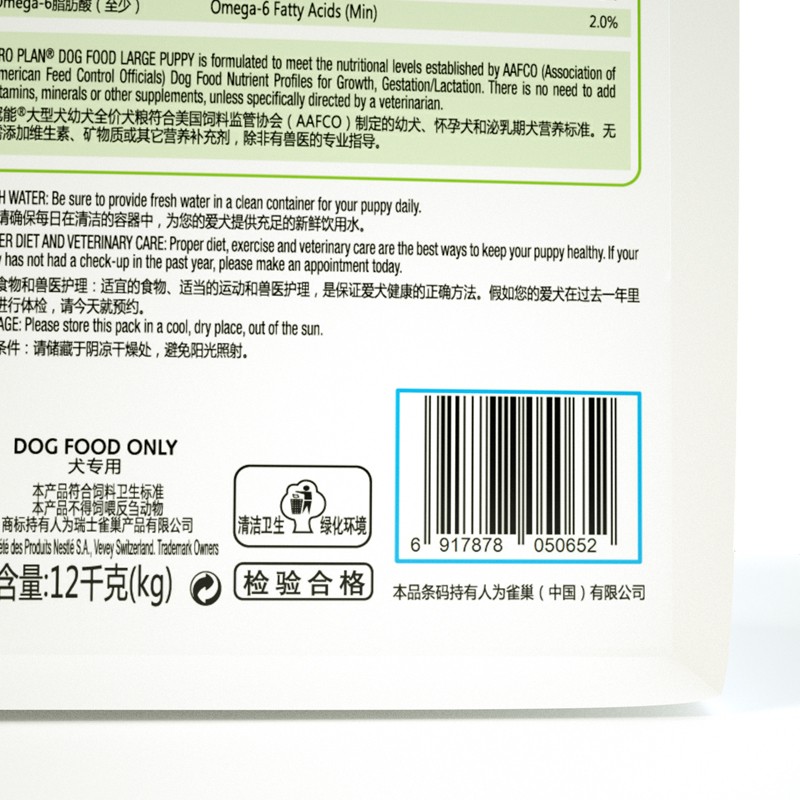 Omega-6脂肪酸（至少） Omega-6 Fatty Acids (Min) 2.0%
PLAN® DOG FOOD LARGE PUPPY is formulated to meet the nutritional levels established by AAFCO (Association of
Feed Control Officials) Dog Food Nutrient Profiles for Growth, Gestation/Lactation. There is no need to add
minerals or other supplements, unless specifically directed by a veterinarian.
能®大型犬幼犬全价犬粮符合美国饲料监管协会（AAFCO）制定的幼犬、怀孕犬和泌乳期犬营养标准。无
添加维生素、矿物质或其它营养补充剂，除非有兽医的专业指导。
WATER: Be sure to provide fresh water in a clean container for your puppy daily.
请确保每日在清洁的容器中，为您的爱犬提供充足的新鲜饮用水。
DIET AND VETERINARY CARE: Proper diet, exercise and veterinary care are the best ways to keep your puppy healthy. If your
has not had a check-up in the past year, please make an appointment today.
食物和兽医护理：适宜的食物、适当的运动和兽医护理，是保证爱犬健康的正确方法。假如您的爱犬在过去一年里
进行体检，请今天就预约。
AGE: Please store this pack in a cool, dry place, out of the sun.
条件：请储藏于阴凉干燥处，避免阳光照射。
DOG FOOD ONLY
犬专用
本产品符合饲料卫生标准
本产品不得饲喂反刍动物
商标持有人为瑞士雀巢产品有限公司
des Produits Nestlé S.A., Vevey Switzerland. Trademark Owners
含量:12千克(kg)
清洁卫生 绿化环境
检验合格
6 917878 050652
本品条码持有人为雀巢（中国）有限公司